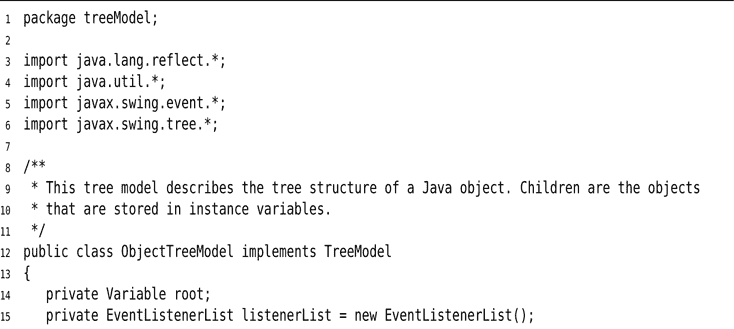 1 package treeModel;
2
3 import java.lang.reflect.*;
4 import java.util.*;
5 import javax.swing.event.*;
6 import javax.swing.tree.*;
7
8 /**
9  * This tree model describes the tree structure of a Java object. Children are the objects
10  * that are stored in instance variables.
11  */
12 public class ObjectTreeModel implements TreeModel
13 {
14    private Variable root;
15    private EventListenerList listenerList = new EventListenerList();